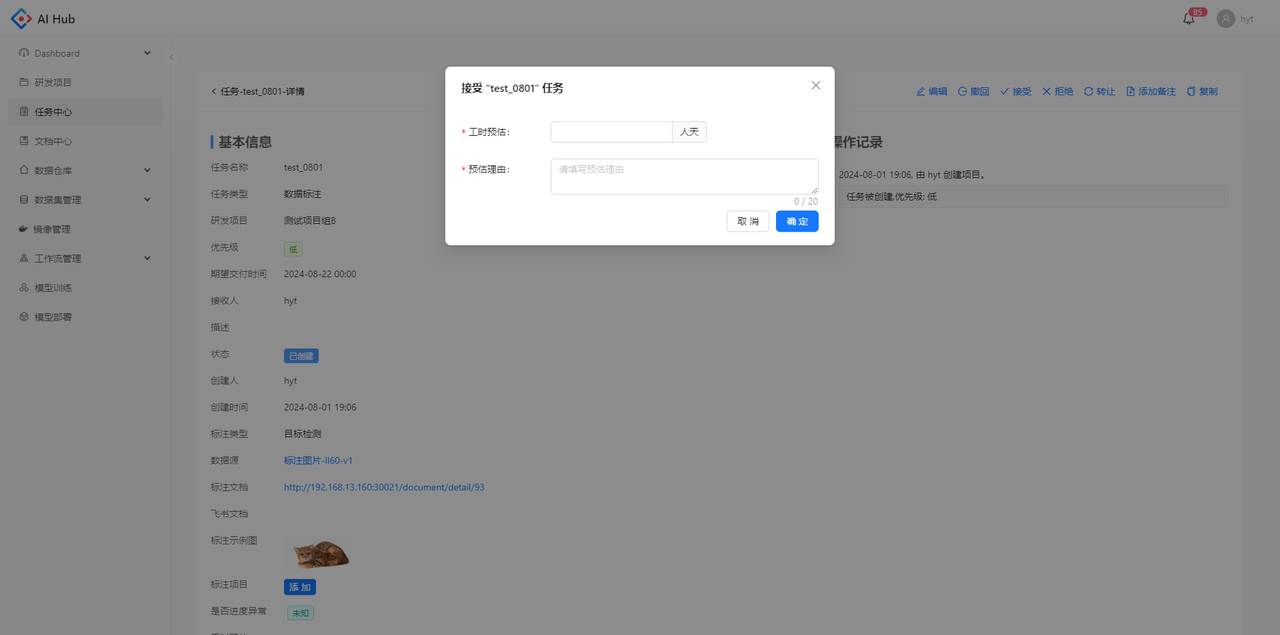 AI Hub
85
hyt
Dashboard
研发项目
任务中心
文档中心
数据仓库
数据集管理
镜像管理
工作流管理
模型训练
模型部署
任务-test_0801-详情
编辑 撤回 接受 拒绝 转让 添加备注 复制
接受 "test_0801" 任务
* 工时预估: 人天
* 预估理由: 请填写预估理由
0 / 20
取 消 确 定
基本信息
任务名称 test_0801
任务类型 数据标注
研发项目 测试项目组B
优先级 低
期望交付时间 2024-08-22 00:00
接收人 hyt
描述
状态 已创建
创建人 hyt
创建时间 2024-08-01 19:06
标注类型 目标检测
数据源 标注图片-ll60-v1
标注文档 http://192.168.13.160:30021/document/detail/93
飞书文档
标注示例图
标注项目 添 加
是否进度异常 未知
操作记录
2024-08-01 19:06, 由 hyt 创建项目。
任务被创建,优先级: 低